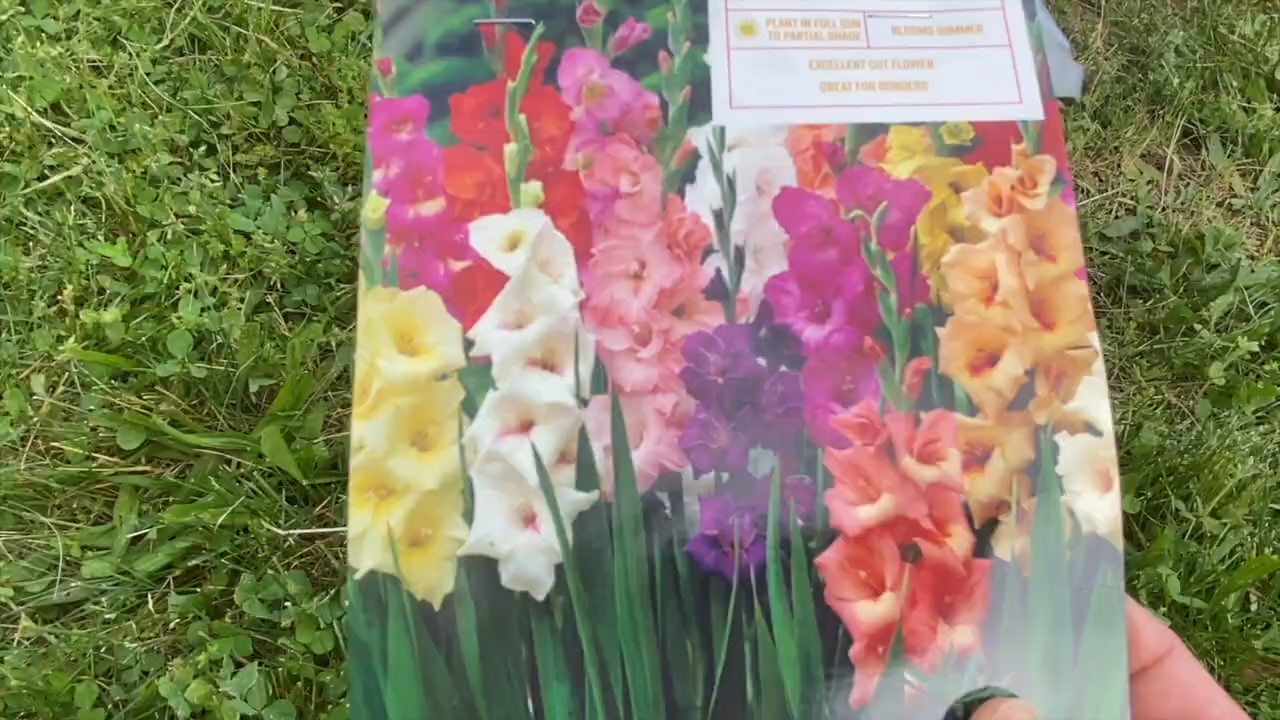 PLANT IN FULL SUN
TO PARTIAL SHADE
BLOOMS SUMMER
EXCELLENT CUT FLOWER
GREAT FOR BORDERS